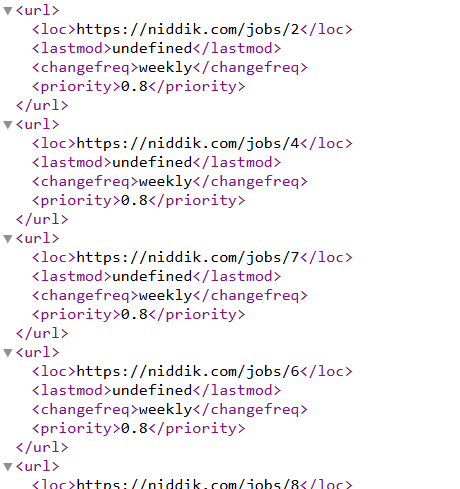 <url>
<loc>https://niddik.com/jobs/2</loc>
<lastmod>undefined</lastmod>
<changefreq>weekly</changefreq>
<priority>0.8</priority>
</url>
<url>
<loc>https://niddik.com/jobs/4</loc>
<lastmod>undefined</lastmod>
<changefreq>weekly</changefreq>
<priority>0.8</priority>
</url>
<url>
<loc>https://niddik.com/jobs/7</loc>
<lastmod>undefined</lastmod>
<changefreq>weekly</changefreq>
<priority>0.8</priority>
</url>
<url>
<loc>https://niddik.com/jobs/6</loc>
<lastmod>undefined</lastmod>
<changefreq>weekly</changefreq>
<priority>0.8</priority>
</url>
<url>
<loc>https://niddik.com/jobs/8</loc>